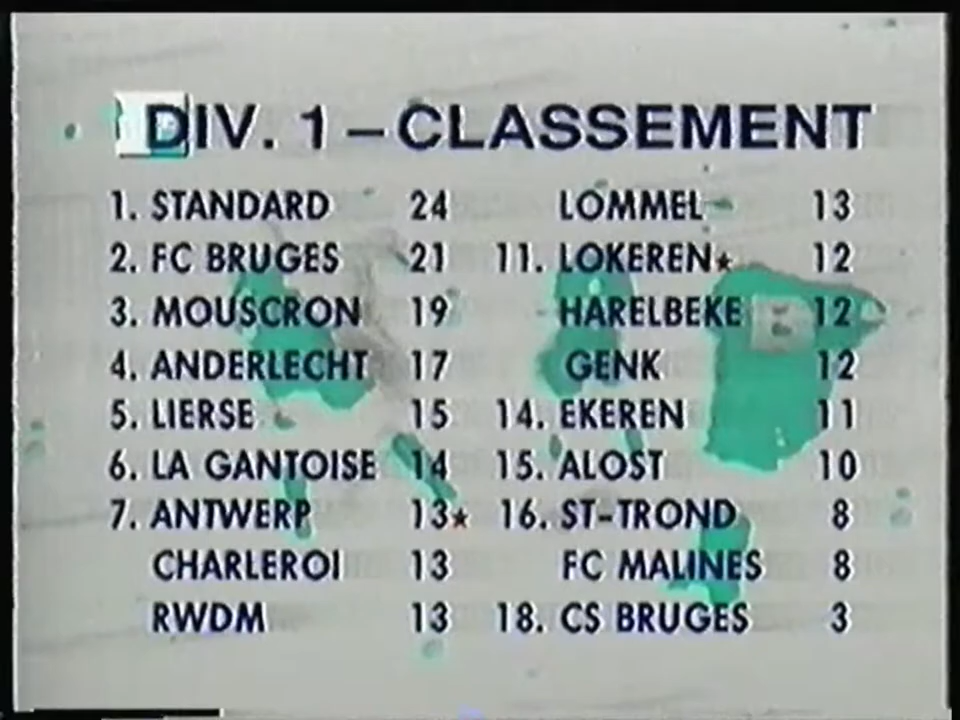 DIV. 1 – CLASSEMENT
1. STANDARD 24
2. FC BRUGES 21
3. MOUSCRON 19
4. ANDERLECHT 17
5. LIERSE 15
6. LA GANTOISE 14
7. ANTWERP 13★
CHARLEROI 13
RWDM 13
LOMMEL 13
11. LOKEREN★ 12
HARELBEKE 12
GENK 12
14. EKEREN 11
15. ALOST 10
16. ST-TROND 8
FC MALINES 8
18. CS BRUGES 3